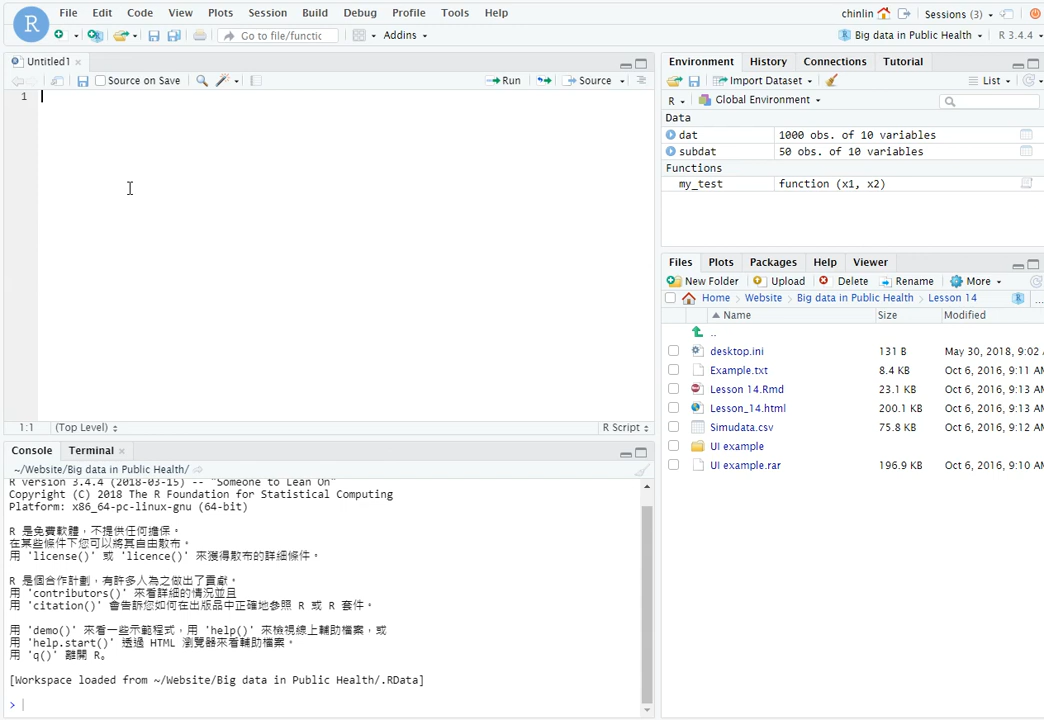 File Edit Code View Plots Session Build Debug Profile Tools Help
chinlin Sessions (3)
R
Go to file/functic Addins
Big data in Public Health R 3.4.4
Untitled1
Source on Save Run Source
1
1:1 (Top Level) R Script
Console Terminal
~/Website/Big data in Public Health/
R version 3.4.4 (2018-03-15) -- "Someone to Lean On"
Copyright (C) 2018 The R Foundation for Statistical Computing
Platform: x86_64-pc-linux-gnu (64-bit)
R 是免費軟體，不提供任何擔保。
在某些條件下您可以將其自由散布。
用 'license()' 或 'licence()' 來獲得散布的詳細條件。
R 是個合作計劃，有許多人為之做出了貢獻。
用 'contributors()' 來看詳細的情況並且
用 'citation()' 會告訴您如何在出版品中正確地參照 R 或 R 套件。
用 'demo()' 來看一些示範程式，用 'help()' 來檢視線上輔助檔案，或
用 'help.start()' 透過 HTML 瀏覽器來看輔助檔案。
用 'q()' 離開 R。
[Workspace loaded from ~/Website/Big data in Public Health/.RData]
>
Environment History Connections Tutorial
Import Dataset List
R Global Environment
Data
dat 1000 obs. of 10 variables
subdat 50 obs. of 10 variables
Functions
my_test function (x1, x2)
Files Plots Packages Help Viewer
New Folder Upload Delete Rename More
Home Website Big data in Public Health Lesson 14 ...
Name Size Modified
..
desktop.ini 131 B May 30, 2018, 9:02 A
Example.txt 8.4 KB Oct 6, 2016, 9:11 AM
Lesson 14.Rmd 23.1 KB Oct 6, 2016, 9:13 AM
Lesson_14.html 200.1 KB Oct 6, 2016, 9:13 AM
Simudata.csv 75.8 KB Oct 6, 2016, 9:12 AM
UI example
UI example.rar 196.9 KB Oct 6, 2016, 9:10 AM